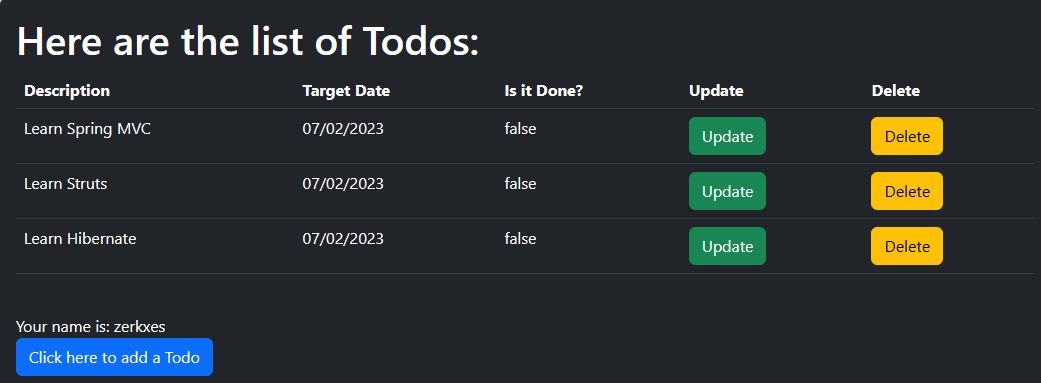 Here are the list of Todos:
Description Target Date Is it Done? Update Delete
Learn Spring MVC 07/02/2023 false Update Delete
Learn Struts 07/02/2023 false Update Delete
Learn Hibernate 07/02/2023 false Update Delete
Your name is: zerkxes
Click here to add a Todo